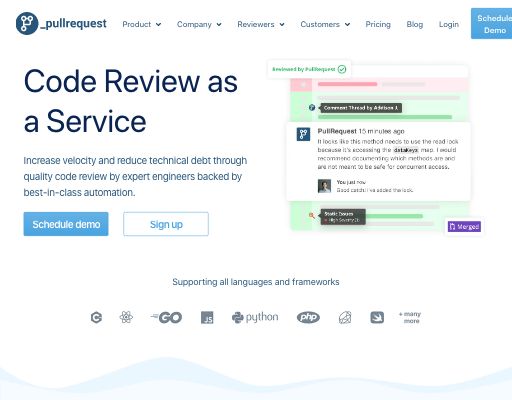 _pullrequest
Product
Company
Reviewers
Customers
Pricing
Blog
Login
Schedule
Demo
Code Review as
a Service
Increase velocity and reduce technical debt through
quality code review by expert engineers backed by
best-in-class automation.
Schedule demo
Sign up
Reviewed by PullRequest
Comment Thread by Addison J.
PullRequest 15 minutes ago
It looks like this method needs to use the read lock
because it's accessing the dataKeys map. I would
recommend documenting which methods are and
are not meant to be safe for concurrent access.
You just now
Good catch! I've added the lock.
Static Issues
High Severity (3)
Merged
Supporting all languages and frameworks
C
GO
JS
python
php
+ many
more